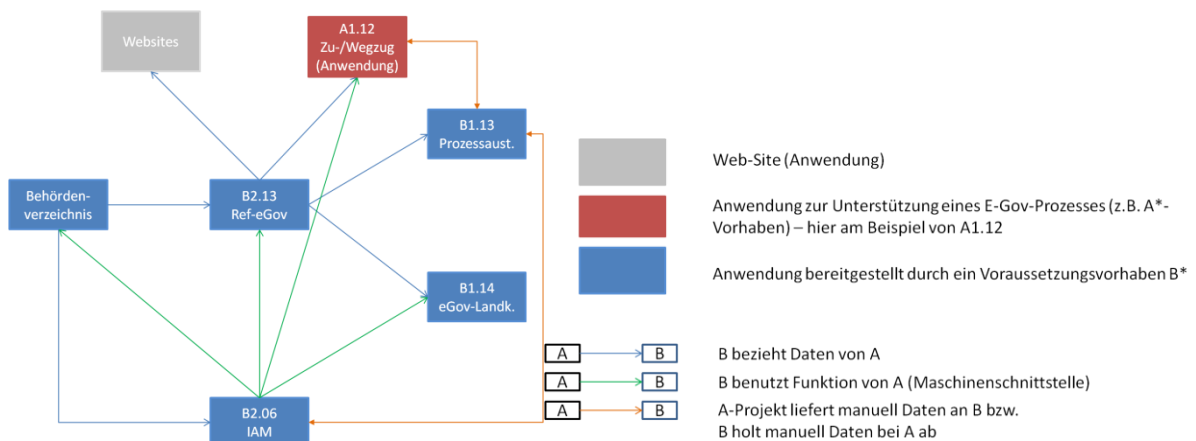 Websites
A1.12
Zu-/Wegzug
(Anwendung)
B1.13
Prozessaust.
Behörden-
verzeichnis
B2.13
Ref-eGov
B1.14
eGov-Landk.
B2.06
IAM
Web-Site (Anwendung)
Anwendung zur Unterstützung eines E-Gov-Prozesses (z.B. A*-
Vorhaben) – hier am Beispiel von A1.12
Anwendung bereitgestellt durch ein Voraussetzungsvorhaben B*
A B B bezieht Daten von A
A B B benutzt Funktion von A (Maschinenschnittstelle)
A B A-Projekt liefert manuell Daten an B bzw.
B holt manuell Daten bei A ab